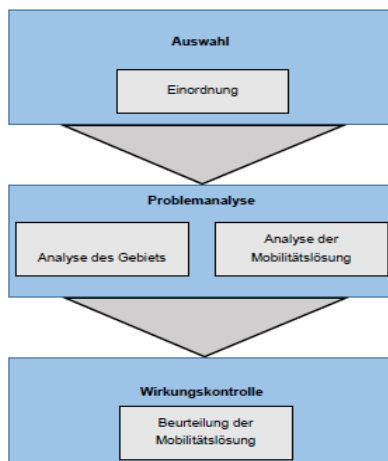 Auswahl
Einordnung
Problemanalyse
Analyse des Gebiets
Analyse der
Mobilitätslösung
Wirkungskontrolle
Beurteilung der
Mobilitätslösung